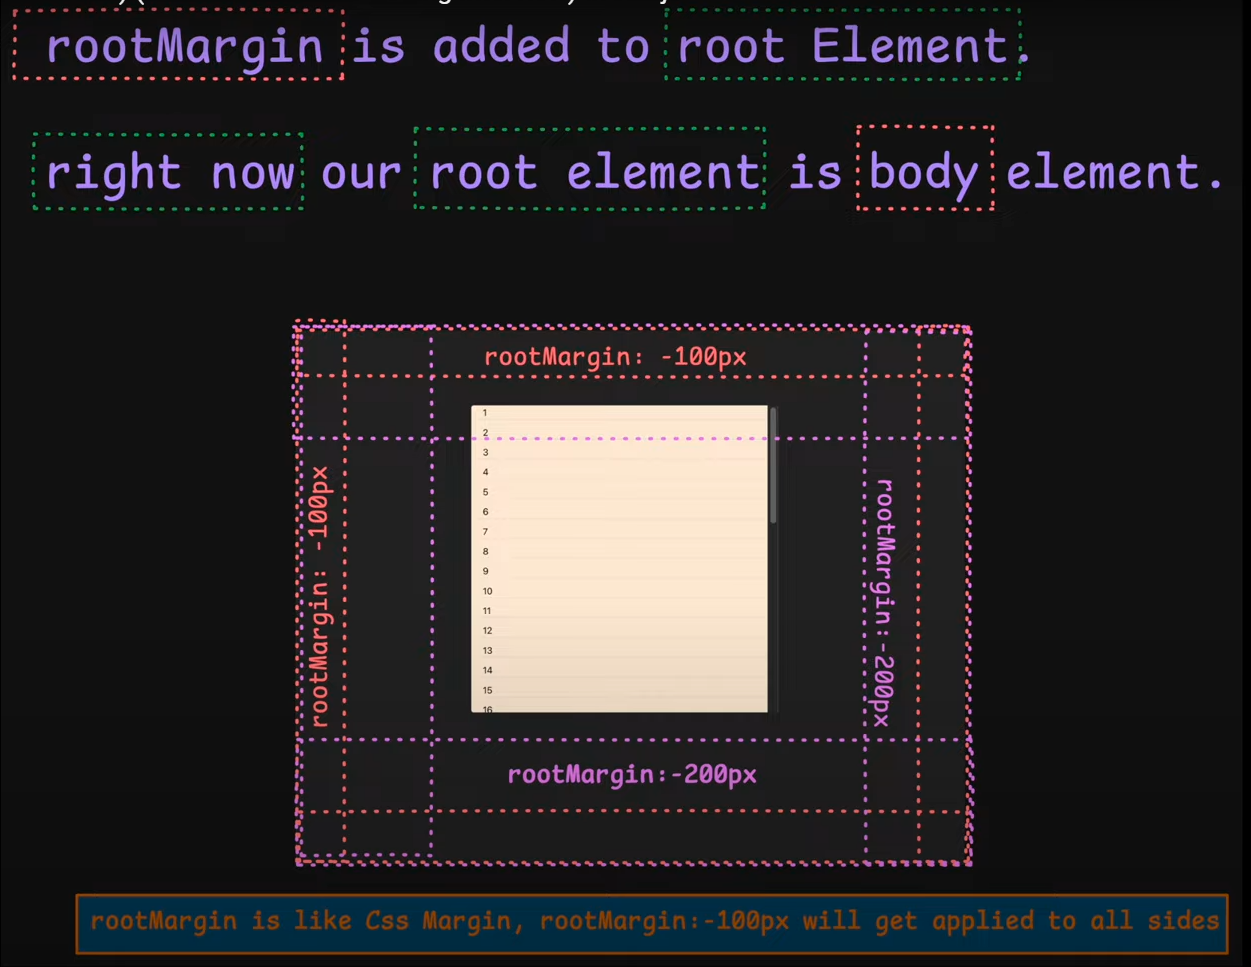 rootMargin is added to root Element.
right now our root element is body element.
rootMargin: -100px
1
2
3
4
5
6
7
8
9
10
11
12
13
14
15
16
rootMargin: -100px
rootMargin:-200px
rootMargin:-200px
rootMargin is like Css Margin, rootMargin:-100px will get applied to all sides